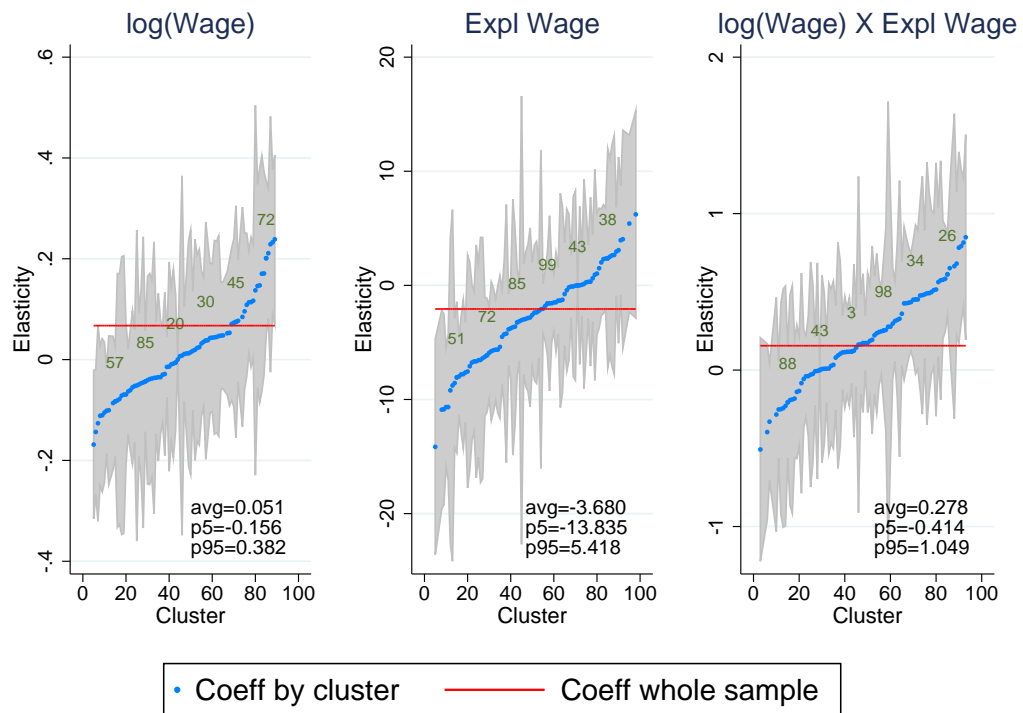 log(Wage)
Expl Wage
log(Wage) X Expl Wage
Elasticity
.6
.4
.2
0
-.2
-.4
57
85
20
30
45
72
avg=0.051
p5=-0.156
p95=0.382
0 20 40 60 80 100
Cluster
Elasticity
20
10
0
-10
-20
51
72
85
99
43
38
avg=-3.680
p5=-13.835
p95=5.418
0 20 40 60 80 100
Cluster
Elasticity
2
1
0
-1
88
43
3
98
34
26
avg=0.278
p5=-0.414
p95=1.049
0 20 40 60 80 100
Cluster
Coeff by cluster
Coeff whole sample